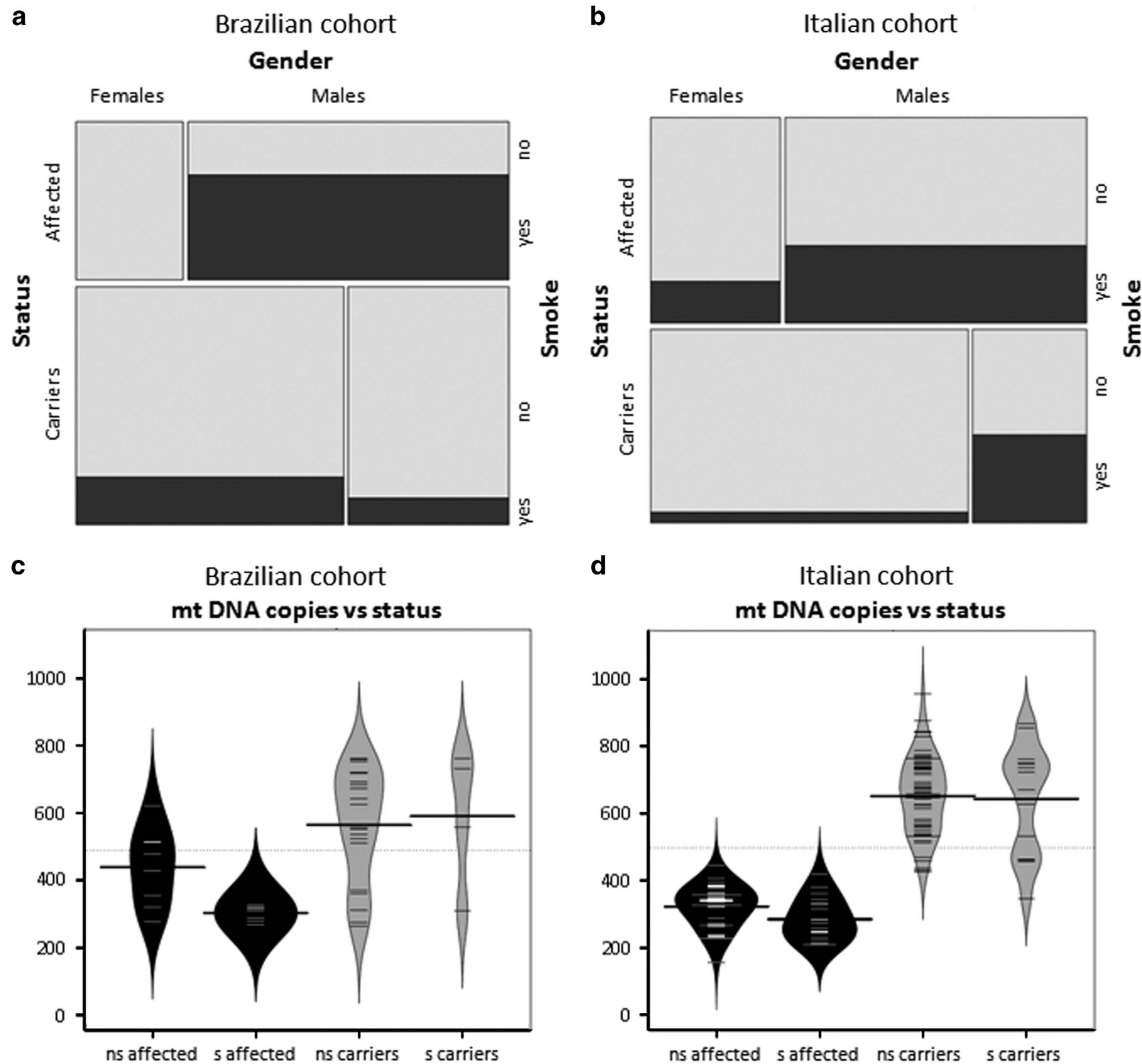 a
Brazilian cohort
Gender
Females Males
Status
Affected
Carriers
no
yes
no
yes
Smoke
b
Italian cohort
Gender
Females Males
Status
Affected
Carriers
no
yes
no
yes
Smoke
c
Brazilian cohort
mt DNA copies vs status
1000
800
600
400
200
0
ns affected s affected ns carriers s carriers
d
Italian cohort
mt DNA copies vs status
1000
800
600
400
200
0
ns affected s affected ns carriers s carriers